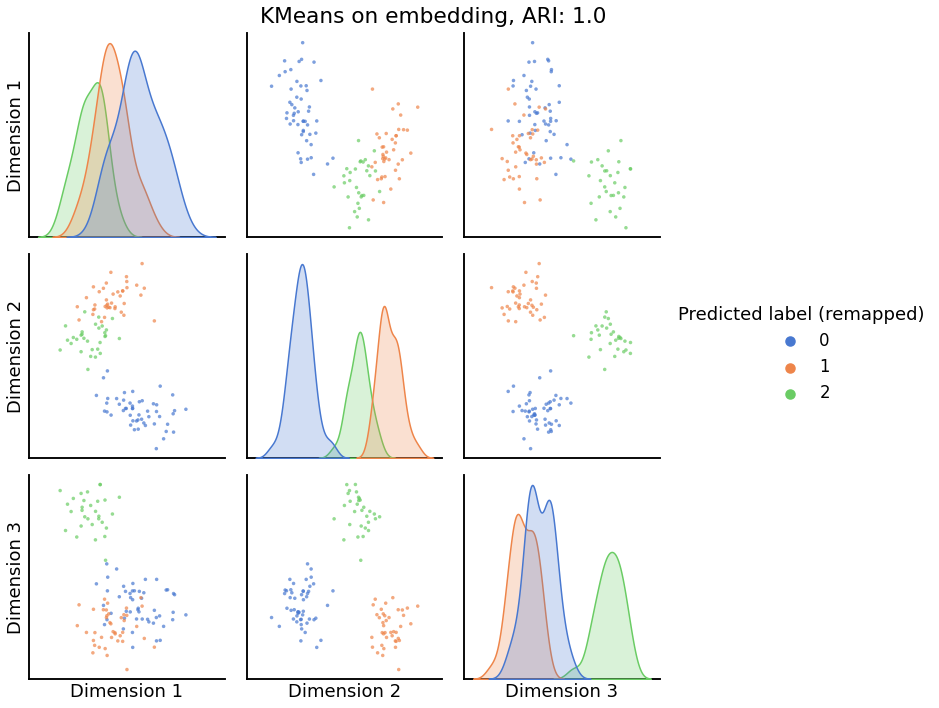 KMeans on embedding, ARI: 1.0
Dimension 1
Dimension 2
Predicted label (remapped)
0
1
2
Dimension 3
Dimension 1
Dimension 2
Dimension 3